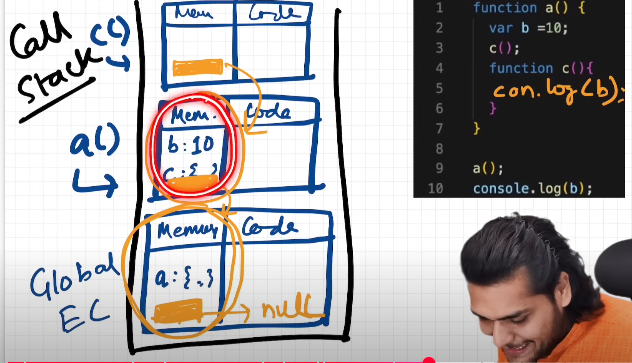 Call Stack
c()
Mem Code
a()
Mem. Code
b:10
c:{.}
Global EC
Memory Code
a:{.}
null
1 function a() {
2 var b =10;
3 c();
4 function c(){
5 con.log(b);
6 }
7 }
8
9 a();
10 console.log(b);